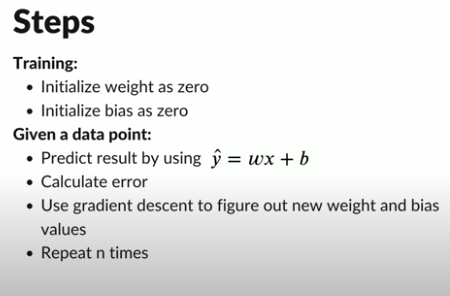 Steps
Training:
• Initialize weight as zero
• Initialize bias as zero
Given a data point:
• Predict result by using ŷ = wx + b
• Calculate error
• Use gradient descent to figure out new weight and bias
values
• Repeat n times